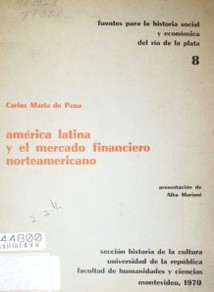 fuentes para la historia social
y económica
del río de la plata
8
Carlos María de Pena
américa latina
y el mercado financiero
norteamericano
presentación de
Alba Mariani
44800
sección historia de la cultura
universidad de la república
facultad de humanidades y ciencias
montevideo, 1970